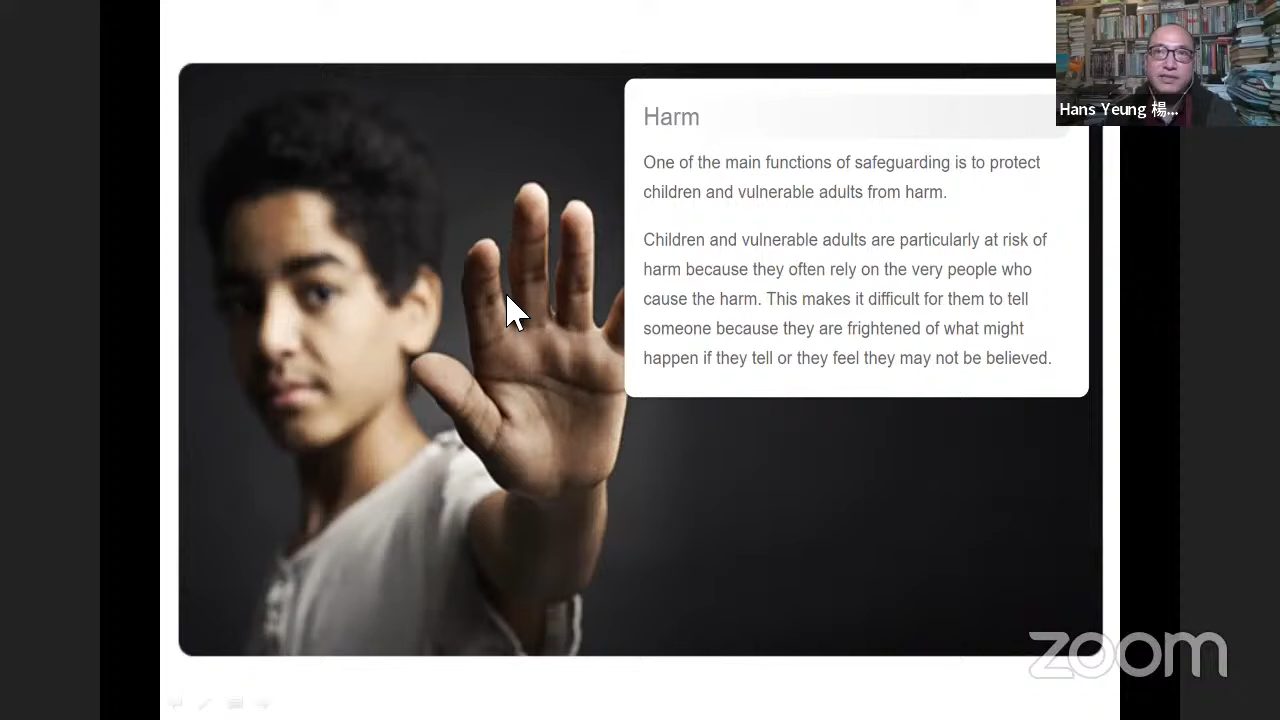 Harm
One of the main functions of safeguarding is to protect
children and vulnerable adults from harm.
Children and vulnerable adults are particularly at risk of
harm because they often rely on the very people who
cause the harm. This makes it difficult for them to tell
someone because they are frightened of what might
happen if they tell or they feel they may not be believed.
Hans Yeung 楊...
zoom